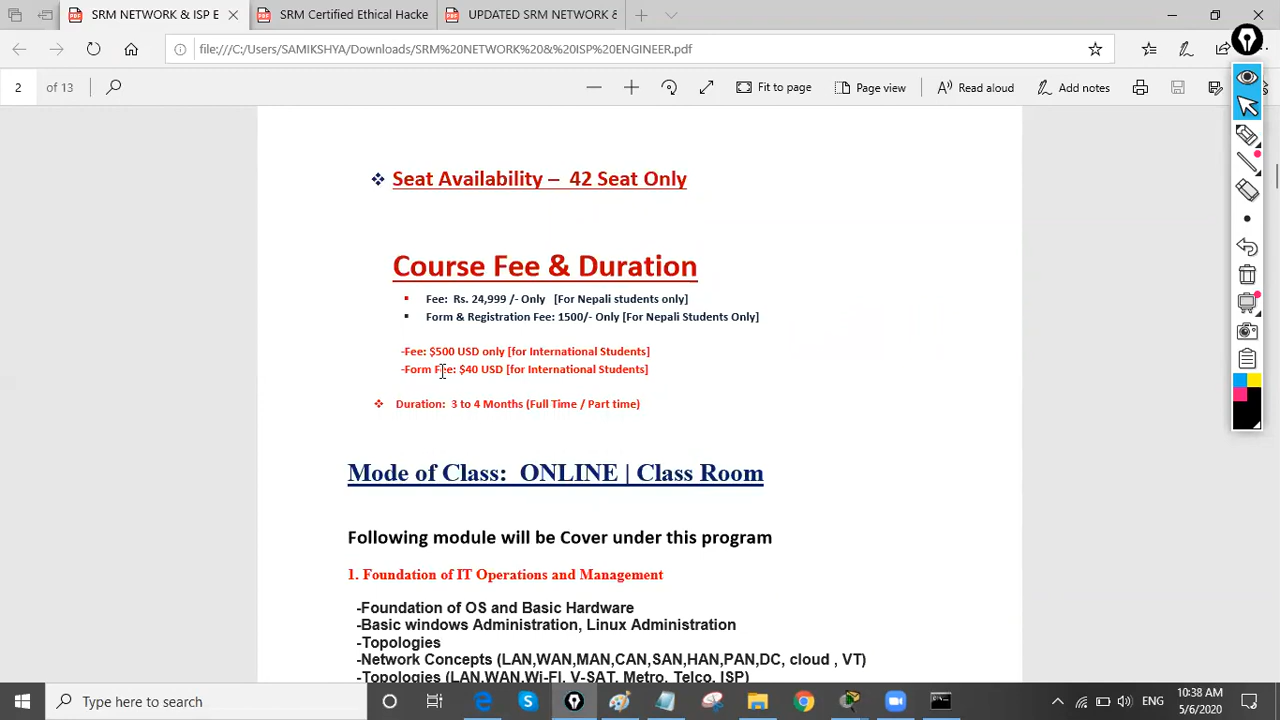 SRM NETWORK & ISP E
SRM Certified Ethical Hacke
UPDATED SRM NETWORK &
file:///C:/Users/SAMIKSHYA/Downloads/SRM%20NETWORK%20&%20ISP%20ENGINEER.pdf
2 of 13
Fit to page
Page view
Read aloud
Add notes
❖ Seat Availability – 42 Seat Only
Course Fee & Duration
▪ Fee: Rs. 24,999 /- Only [For Nepali students only]
▪ Form & Registration Fee: 1500/- Only [For Nepali Students Only]
-Fee: $500 USD only [for International Students]
-Form Fee: $40 USD [for International Students]
❖ Duration: 3 to 4 Months (Full Time / Part time)
Mode of Class: ONLINE | Class Room
Following module will be Cover under this program
1. Foundation of IT Operations and Management
-Foundation of OS and Basic Hardware
-Basic windows Administration, Linux Administration
-Topologies
-Network Concepts (LAN,WAN,MAN,CAN,SAN,HAN,PAN,DC, cloud , VT)
-Topologies (LAN,WAN,Wi-FI, V-SAT, Metro, Telco, ISP)
Type here to search
ENG
10:38 AM
5/6/2020